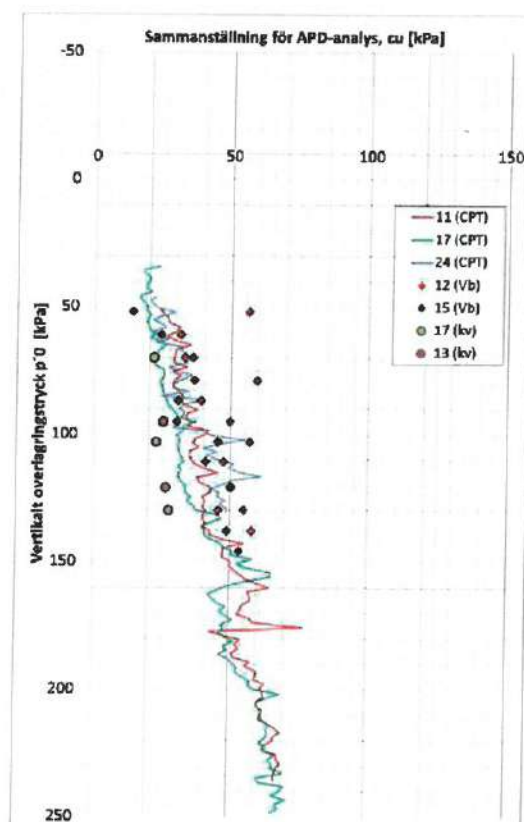 Sammanställning för APD-analys, cu [kPa]
-50
0 50 100 150
0
11 (CPT)
17 (CPT)
24 (CPT)
12 (Vb)
15 (Vb)
17 (kv)
13 (kv)
50
100
150
200
250
Vertikalt overlagringstryck p´0 [kPa]